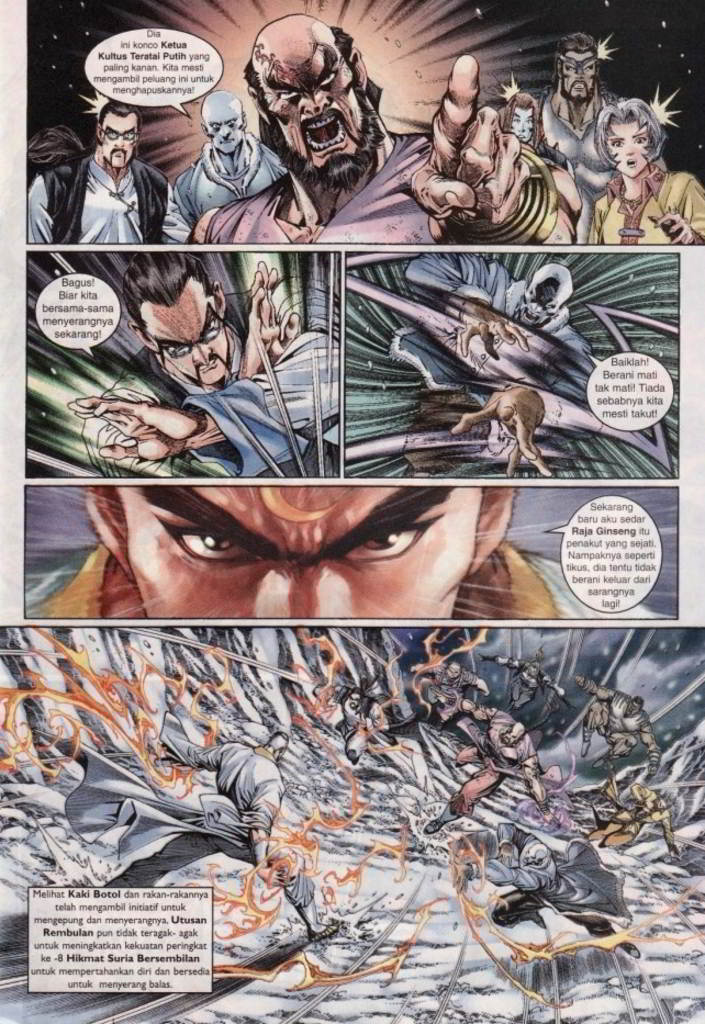 Dia
ini konco Ketua
Kultus Teratai Putih yang
paling kanan. Kita mesti
mengambil peluang ini untuk
menghapuskannya!
Bagus!
Biar kita
bersama-sama
menyerangnya
sekarang!
Baiklah!
Berani mati
tak mati! Tiada
sebabnya kita
mesti takut!
Sekarang
baru aku sedar
Raja Ginseng itu
penakut yang sejati.
Nampaknya seperti
tikus, dia tentu tidak
berani keluar dari
sarangnya
lagi!
Melihat Kaki Botol dan rakan-rakannya
telah mengambil initiatif untuk
mengepung dan menyerangnya, Utusan
Rembulan pun tidak teragak- agak
untuk meningkatkan kekuatan peringkat
ke -8 Hikmat Suria Bersembilan
untuk mempertahankan diri dan bersedia
untuk menyerang balas.